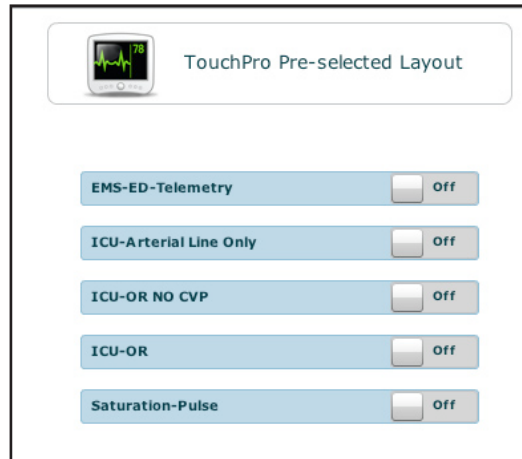 78
TouchPro Pre-selected Layout
EMS-ED-Telemetry Off
ICU-Arterial Line Only Off
ICU-OR NO CVP Off
ICU-OR Off
Saturation-Pulse Off